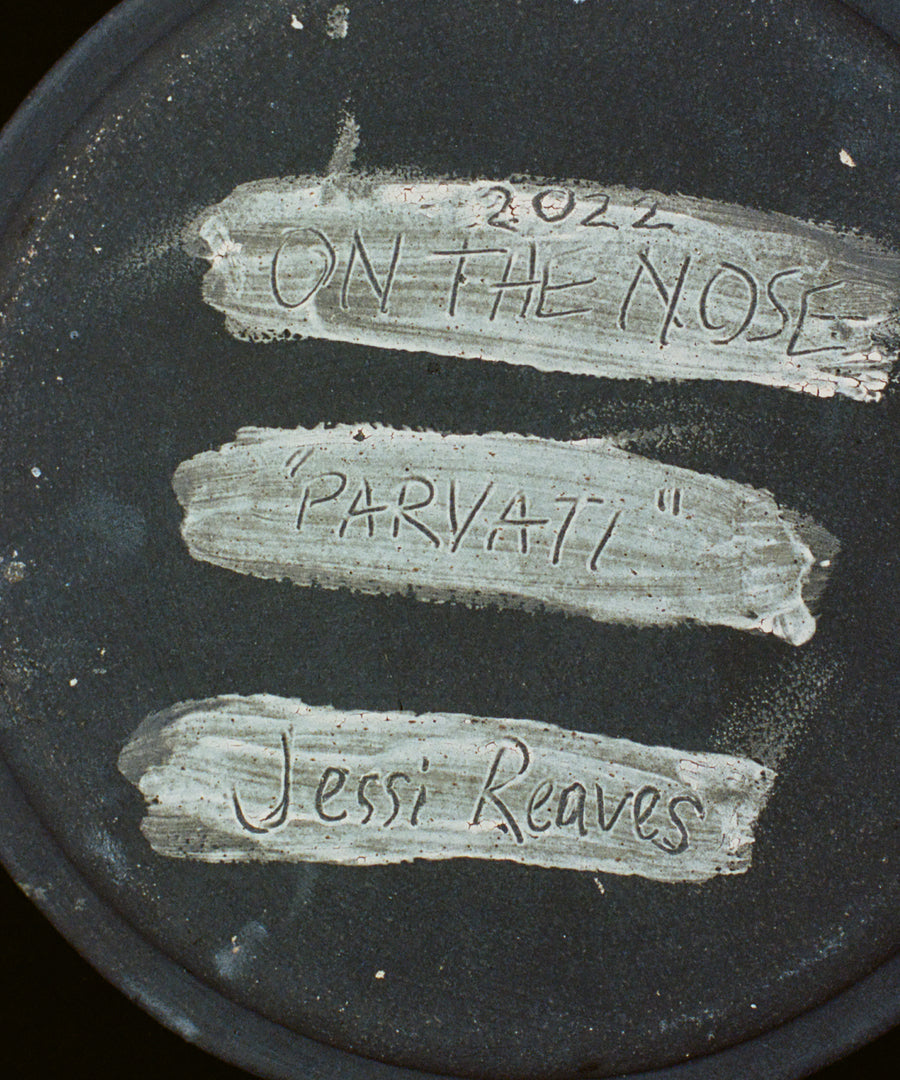 2022
ON THE NOSE
"PARVATI"
Jessi Reaves